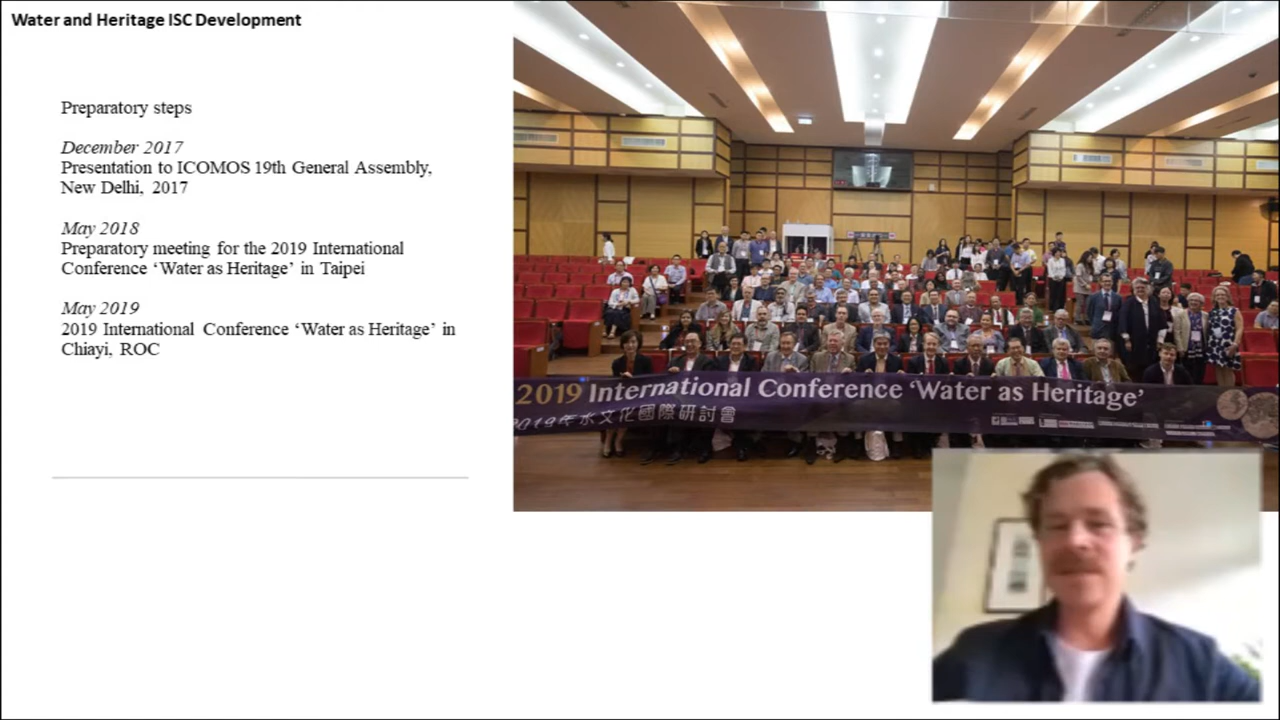 Water and Heritage ISC Development
Preparatory steps
December 2017
Presentation to ICOMOS 19th General Assembly,
New Delhi, 2017
May 2018
Preparatory meeting for the 2019 International
Conference ‘Water as Heritage’ in Taipei
May 2019
2019 International Conference ‘Water as Heritage’ in
Chiayi, ROC
2019 International Conference ‘Water as Heritage’
2019年水文化國際研討會